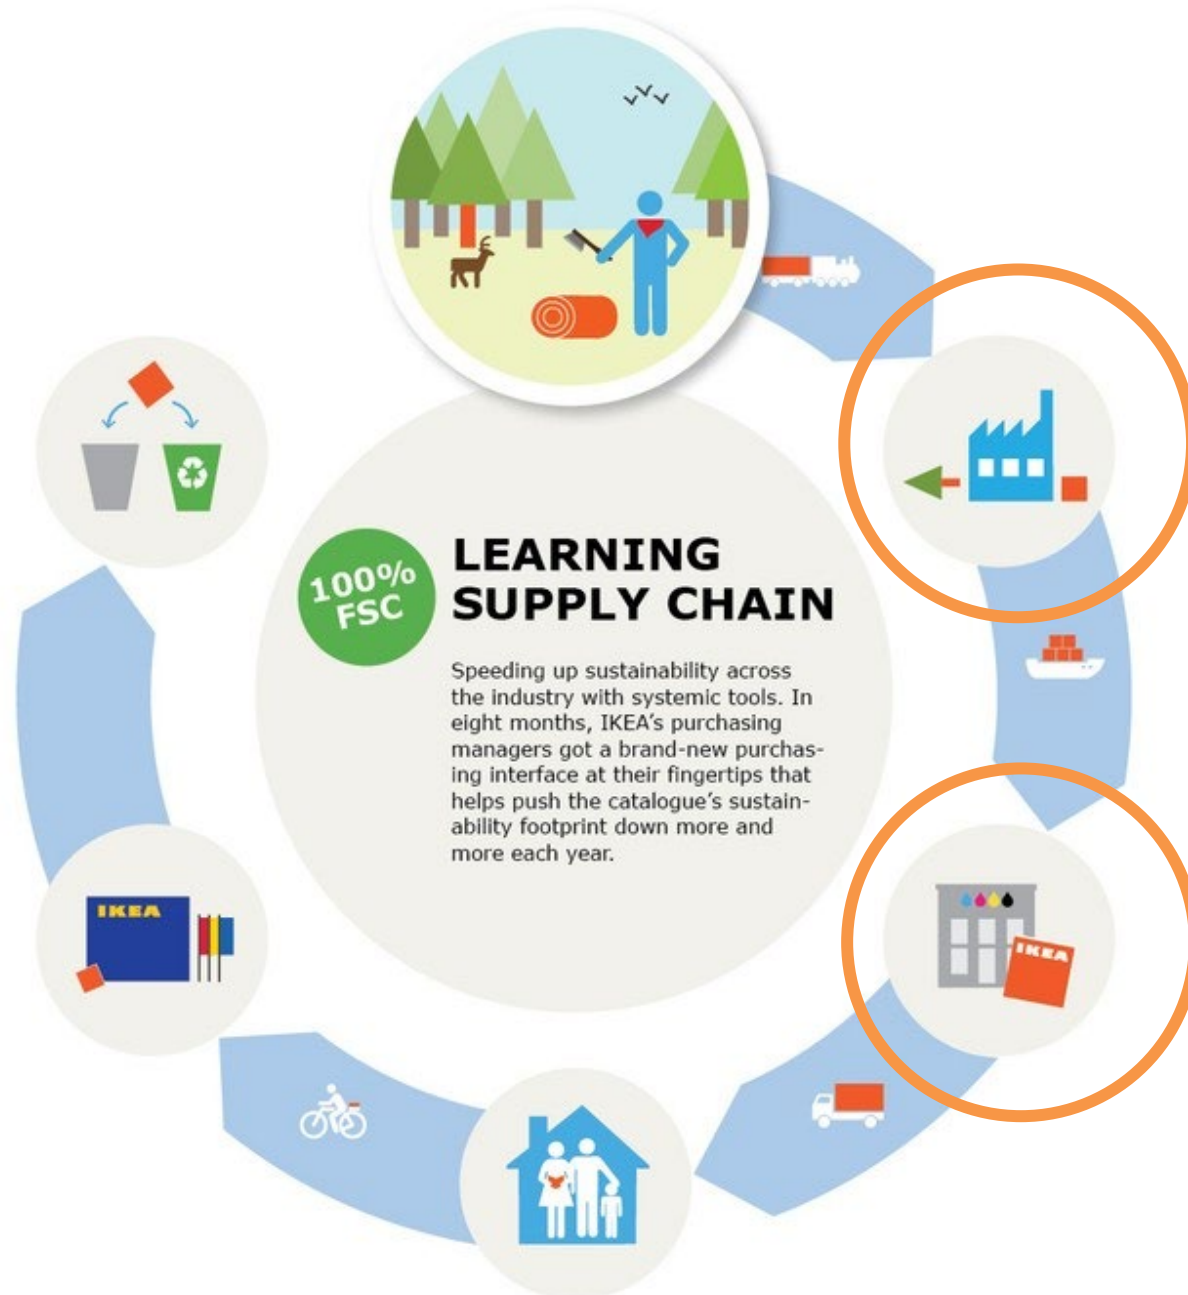 100%
FSC
LEARNING
SUPPLY CHAIN
Speeding up sustainability across
the industry with systemic tools. In
eight months, IKEA’s purchasing
managers got a brand-new purchas-
ing interface at their fingertips that
helps push the catalogue’s sustain-
ability footprint down more and
more each year.
IKEA
IKEA